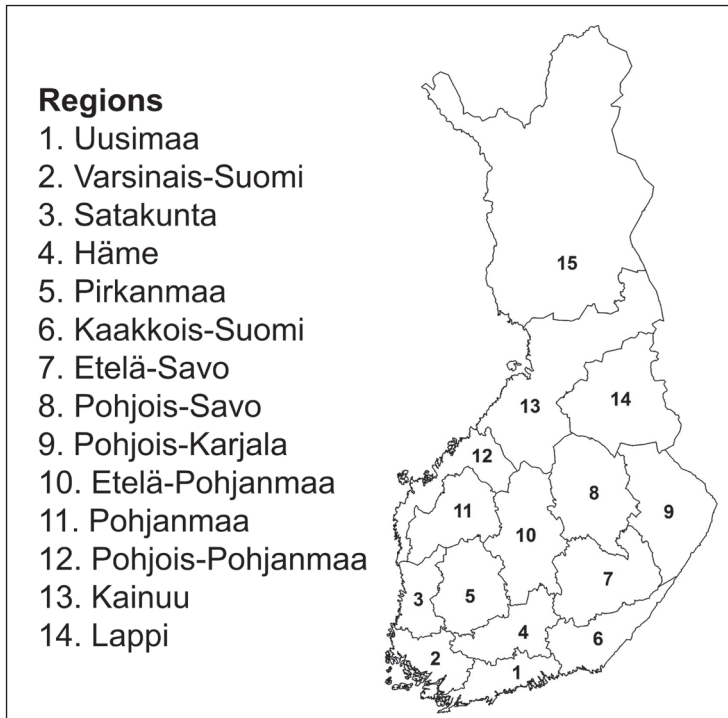 Regions
1. Uusimaa
2. Varsinais-Suomi
3. Satakunta
4. Häme
5. Pirkanmaa
6. Kaakkois-Suomi
7. Etelä-Savo
8. Pohjois-Savo
9. Pohjois-Karjala
10. Etelä-Pohjanmaa
11. Pohjanmaa
12. Pohjois-Pohjanmaa
13. Kainuu
14. Lappi
15
14
13
12
8
11
9
10
7
5
3
4
6
2
1